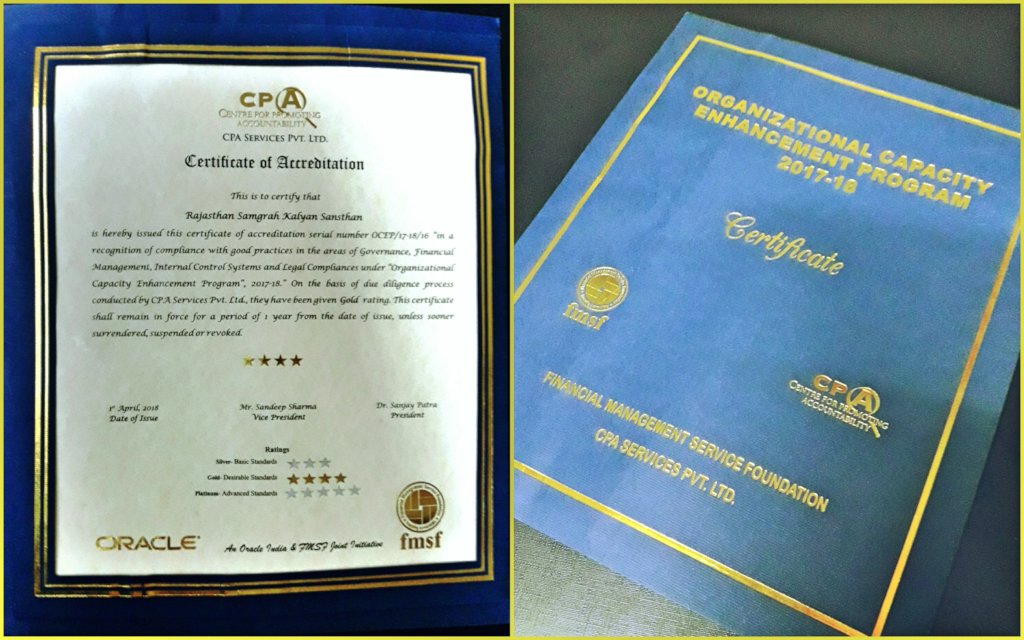 CPA
CENTRE FOR PROMOTING
ACCOUNTABILITY
CPA SERVICES PVT. LTD.
Certificate of Accreditation
This is to certify that
Rajasthan Samgrah Kalyan Sansthan
is hereby issued this certificate of accreditation serial number OCEP/17-18/16 "in a
recognition of compliance with good practices in the areas of Governance, Financial
Management, Internal Control Systems and Legal Compliances under "Organizational
Capacity Enhancement Program", 2017-18." On the basis of due diligence process
conducted by CPA Services Pvt. Ltd., they have been given Gold rating. This certificate
shall remain in force for a period of 1 year from the date of issue, unless sooner
surrendered, suspended or revoked.
1st April, 2018
Date of Issue
Mr. Sandeep Sharma
Vice President
Dr. Sanjay Patra
President
Ratings
Silver- Basic Standards
Gold- Desirable Standards
Platinum- Advanced Standards
ORACLE
An Oracle India & FMSF Joint Initiative
fmsf
ORGANIZATIONAL CAPACITY
ENHANCEMENT PROGRAM
2017-18
Certificate
fmsf
CPA
CENTRE FOR PROMOTING
ACCOUNTABILITY
FINANCIAL MANAGEMENT SERVICE FOUNDATION
CPA SERVICES PVT. LTD.